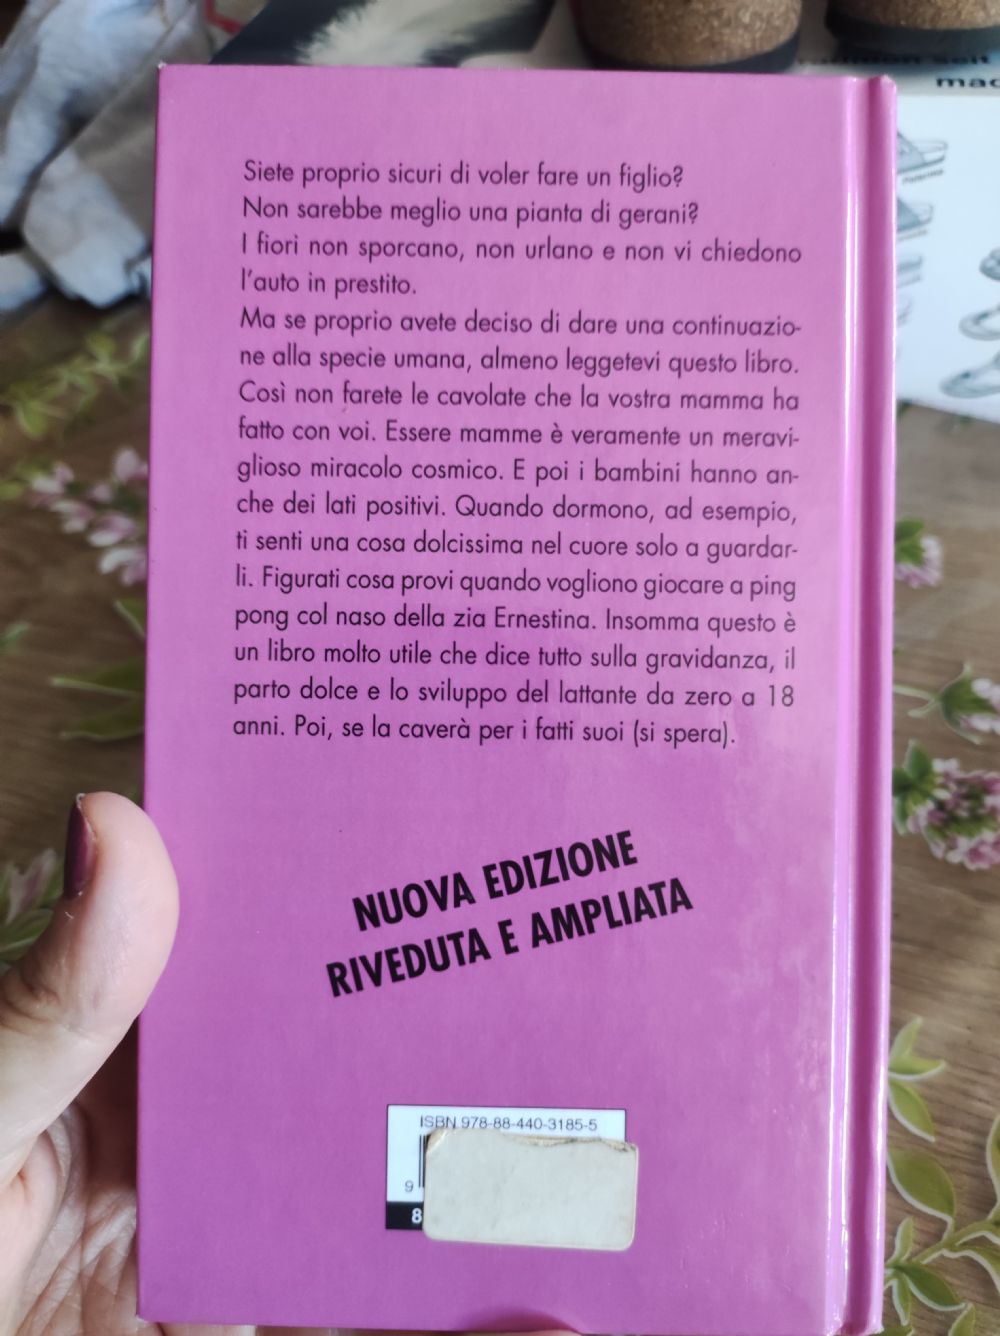 Siete proprio sicuri di voler fare un figlio?
Non sarebbe meglio una pianta di gerani?
I fiori non sporcano, non urlano e non vi chiedono
l'auto in prestito.
Ma se proprio avete deciso di dare una continuazio-
ne alla specie umana, almeno leggetevi questo libro.
Così non farete le cavolate che la vostra mamma ha
fatto con voi. Essere mamme è veramente un meravi-
glioso miracolo cosmico. E poi i bambini hanno an-
che dei lati positivi. Quando dormono, ad esempio,
ti senti una cosa dolcissima nel cuore solo a guardar-
li. Figurati cosa provi quando vogliono giocare a ping
pong col naso della zia Ernestina. Insomma questo è
un libro molto utile che dice tutto sulla gravidanza, il
parto dolce e lo sviluppo del lattante da zero a 18
anni. Poi, se la caverà per i fatti suoi (si spera).
NUOVA EDIZIONE
RIVEDUTA E AMPLIATA
ISBN 978-88-440-3185-5
9
8